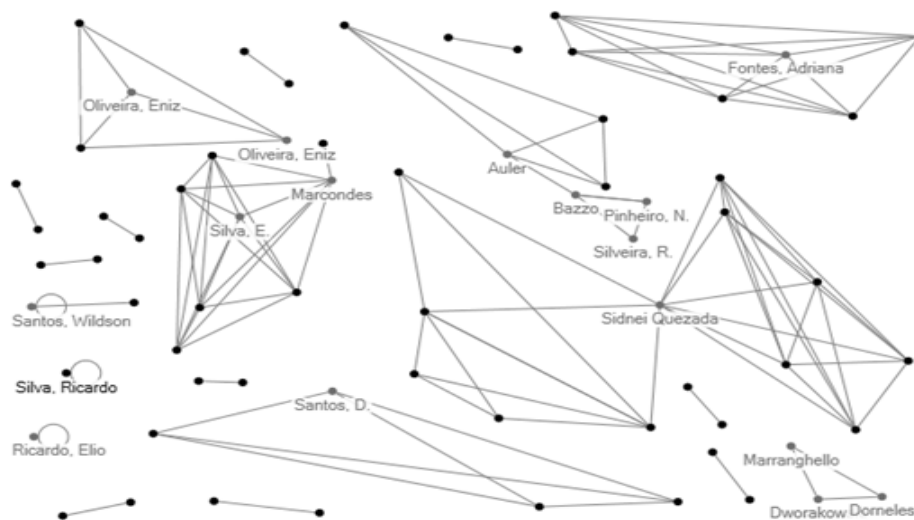 Fontes, Adriana
Oliveira, Eniz
Oliveira, Eniz
Auler
Marcondes
Bazzo
Pinheiro, N.
Silva, E.
Silveira, R.
Santos, Wildson
Sidnei Quezada
Silva, Ricardo
Santos, D.
Ricardo, Elio
Marranghello
Dworakow
Dorneles